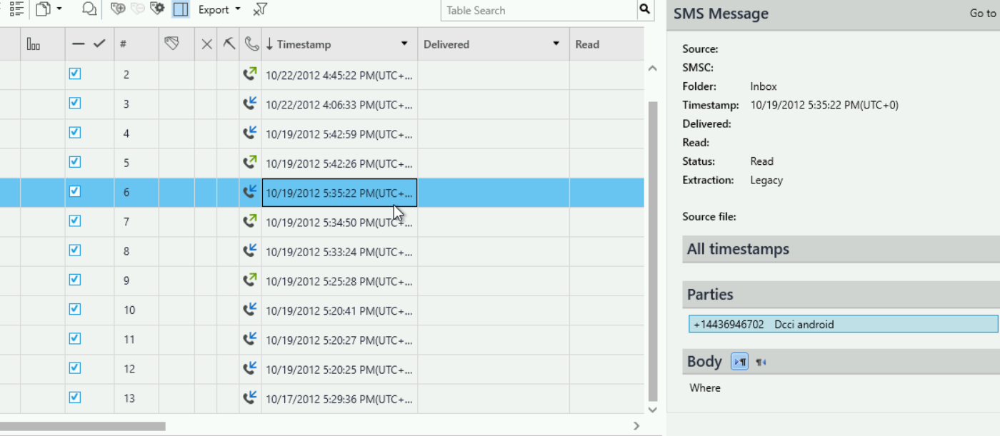 Export
Table Search
# Timestamp Delivered Read
2 10/22/2012 4:45:22 PM(UTC+...
3 10/22/2012 4:06:33 PM(UTC+...
4 10/19/2012 5:42:59 PM(UTC+...
5 10/19/2012 5:42:26 PM(UTC+...
6 10/19/2012 5:35:22 PM(UTC+...
7 10/19/2012 5:34:50 PM(UTC+...
8 10/19/2012 5:33:24 PM(UTC+...
9 10/19/2012 5:25:28 PM(UTC+...
10 10/19/2012 5:20:41 PM(UTC+...
11 10/19/2012 5:20:27 PM(UTC+...
12 10/19/2012 5:20:25 PM(UTC+...
13 10/17/2012 5:29:36 PM(UTC+...
SMS Message Go to
Source:
SMSC:
Folder: Inbox
Timestamp: 10/19/2012 5:35:22 PM(UTC+0)
Delivered:
Read:
Status: Read
Extraction: Legacy
Source file:
All timestamps
Parties
+14436946702 Dcci android
Body
Where